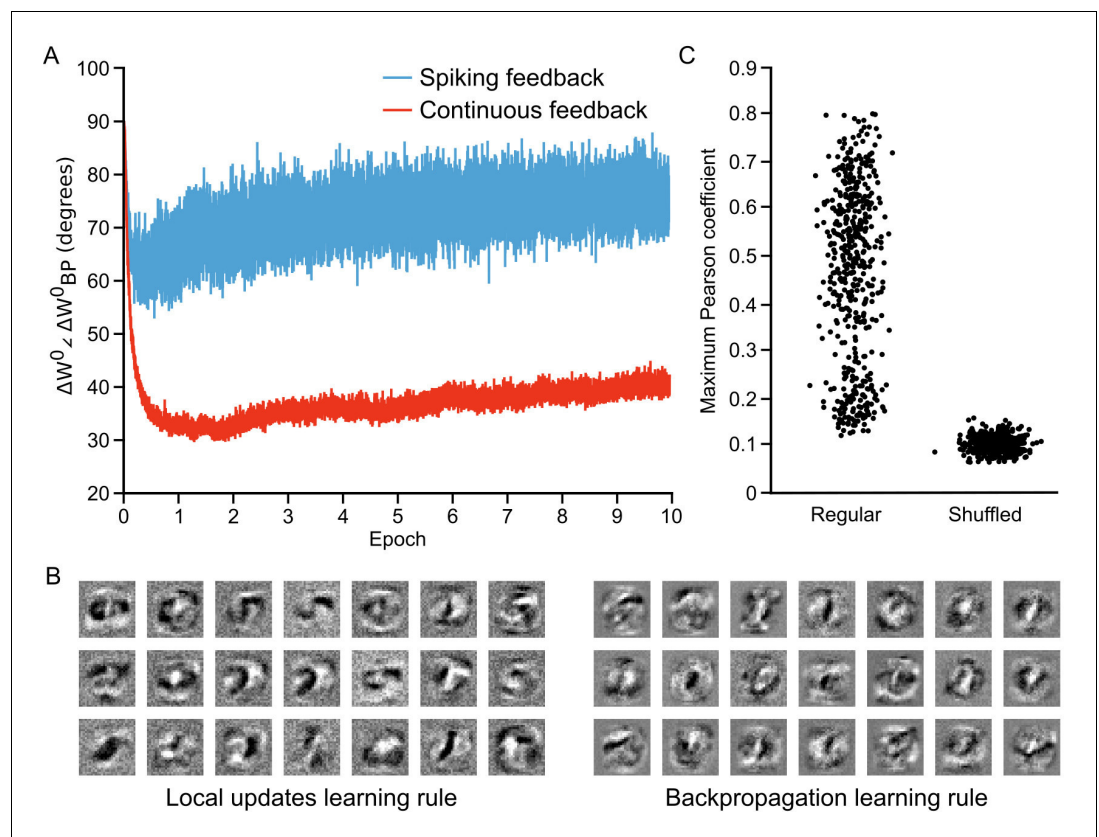 A
100
90
80
70
60
50
40
30
20
ΔW⁰∠ ΔW⁰BP (degrees)
Spiking feedback
Continuous feedback
0 1 2 3 4 5 6 7 8 9 10
Epoch
C
0.9
0.8
0.7
0.6
0.5
0.4
0.3
0.2
0.1
0
Maximum Pearson coefficient
Regular Shuffled
B
Local updates learning rule
Backpropagation learning rule